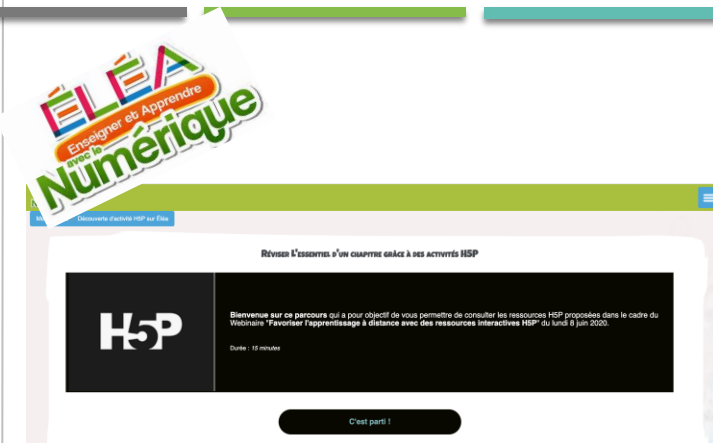 ÉLÉA
Enseigner et Apprendre
avec le
Numérique
Découverte d'activité H5P sur Éléa
Réviser l'essentiel d'un chapitre grâce à des activités H5P
H5P
Bienvenue sur ce parcours qui a pour objectif de vous permettre de consulter les ressources H5P proposées dans le cadre du
Webinaire "Favoriser l'apprentissage à distance avec des ressources interactives H5P" du lundi 8 juin 2020.
Durée : 15 minutes
C'est parti !